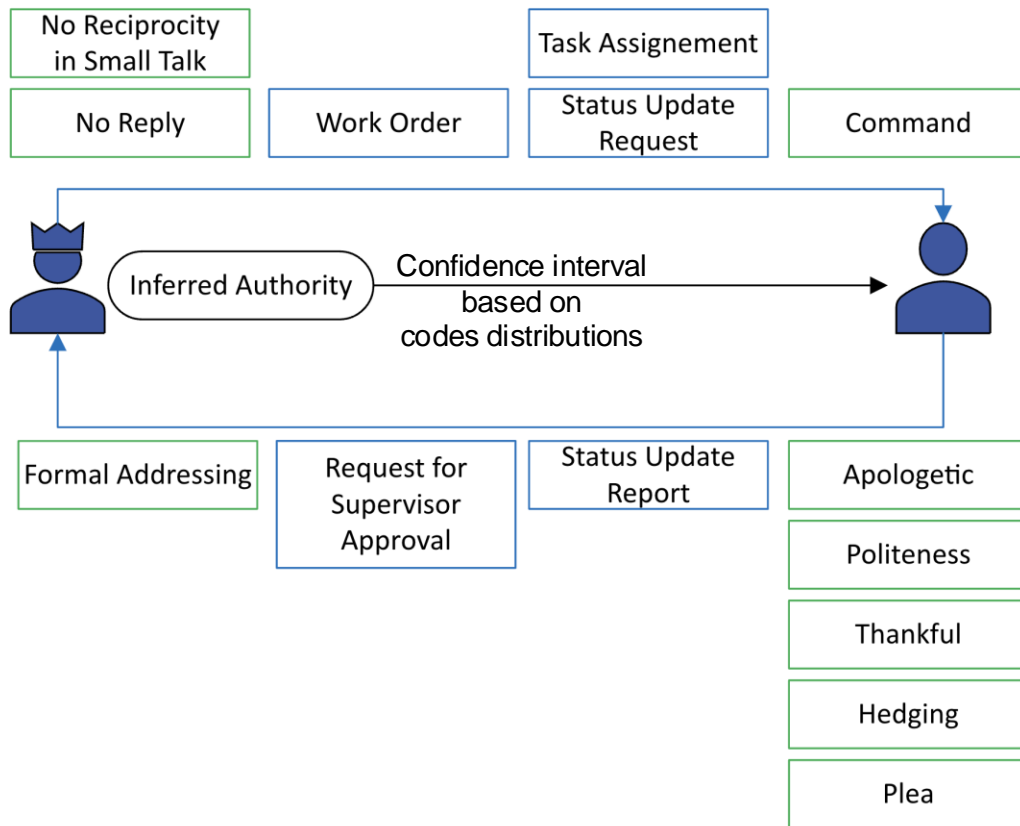 No Reciprocity
in Small Talk
Task Assignement
No Reply
Work Order
Status Update
Request
Command
Inferred Authority
Confidence interval
based on
codes distributions
Formal Addressing
Request for
Supervisor
Approval
Status Update
Report
Apologetic
Politeness
Thankful
Hedging
Plea